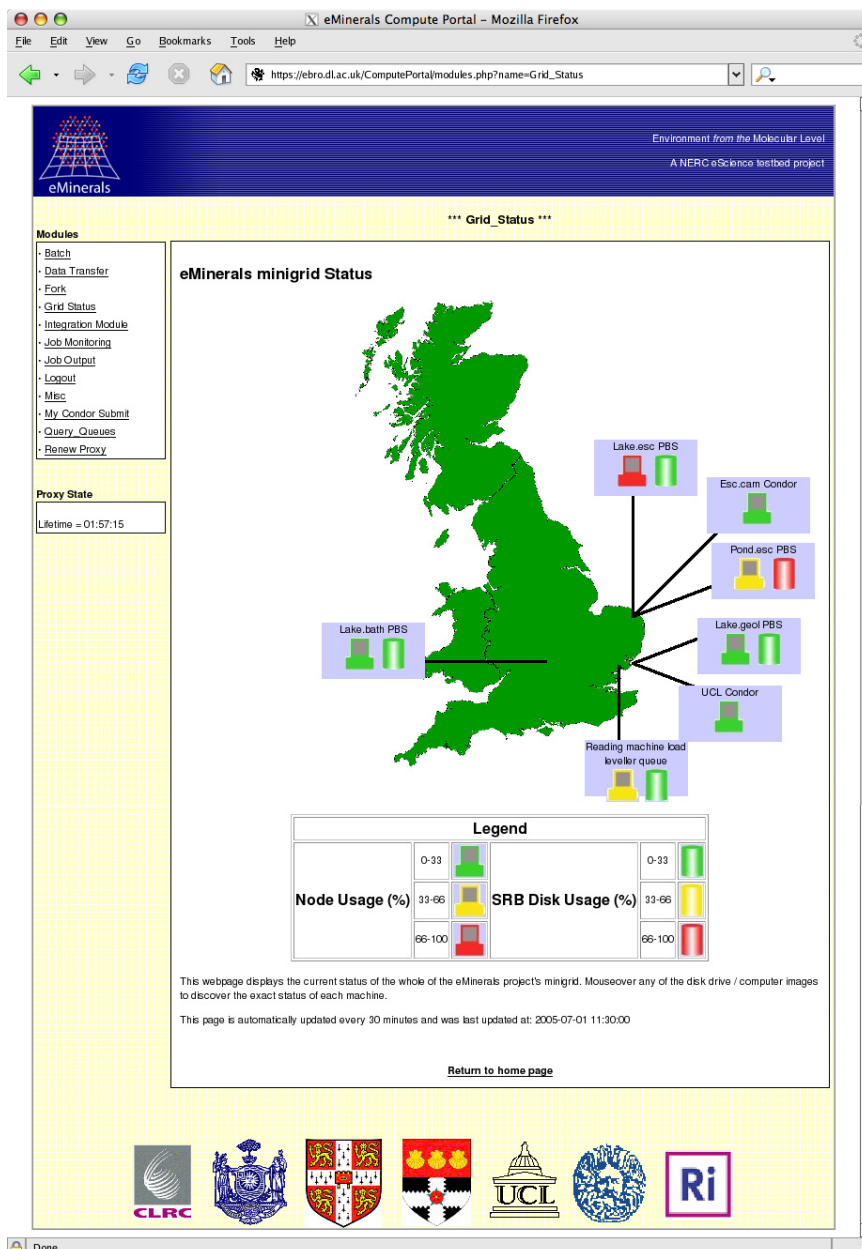 eMinerals Compute Portal - Mozilla Firefox
File Edit View Go Bookmarks Tools Help
https://ebro.dl.ac.uk/ComputePortal/modules.php?name=Grid_Status
Environment from the Molecular Level
A NERC eScience testbed project
eMinerals
*** Grid_Status ***
Modules
· Batch
· Data Transfer
· Fork
· Grid Status
· Integration Module
· Job Monitoring
· Job Output
· Logout
· Misc
· My Condor Submit
· Query_Queues
· Renew Proxy
Proxy State
Lifetime = 01:57:15
eMinerals minigrid Status
Lake.esc PBS
Esc.cam Condor
Pond.esc PBS
Lake.bath PBS
Lake.geol PBS
UCL Condor
Reading machine load
leveller queue
Legend
Node Usage (%)
0-33
33-66
66-100
SRB Disk Usage (%)
0-33
33-66
66-100
This webpage displays the current status of the whole of the eMinerals project's minigrid. Mouseover any of the disk drive / computer images
to discover the exact status of each machine.
This page is automatically updated every 30 minutes and was last updated at: 2005-07-01 11:30:00
Return to home page
CLRC
UCL
Ri
Done